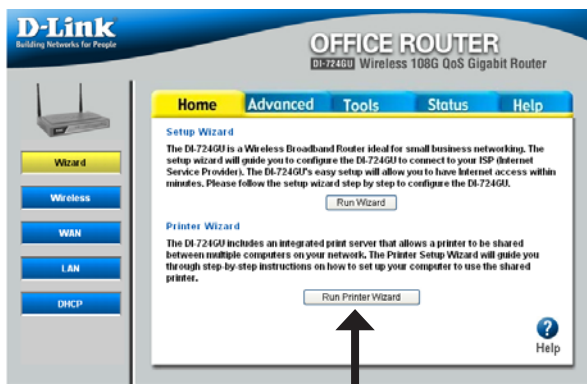 D-Link
Building Networks for People
OFFICE ROUTER
DI-724GU Wireless 108G QoS Gigabit Router
Home
Advanced
Tools
Status
Help
Wizard
Wireless
WAN
LAN
DHCP
Setup Wizard
The DI-724GU is a Wireless Broadband Router ideal for small business networking. The
setup wizard will guide you to configure the DI-724GU to connect to your ISP (Internet
Service Provider). The DI-724GU's easy setup will allow you to have Internet access within
minutes. Please follow the setup wizard step by step to configure the DI-724GU.
Run Wizard
Printer Wizard
The DI-724GU includes an integrated print server that allows a printer to be shared
between multiple computers on your network. The Printer Setup Wizard will guide you
through step-by-step instructions on how to set up your computer to use the shared
printer.
Run Printer Wizard
Help